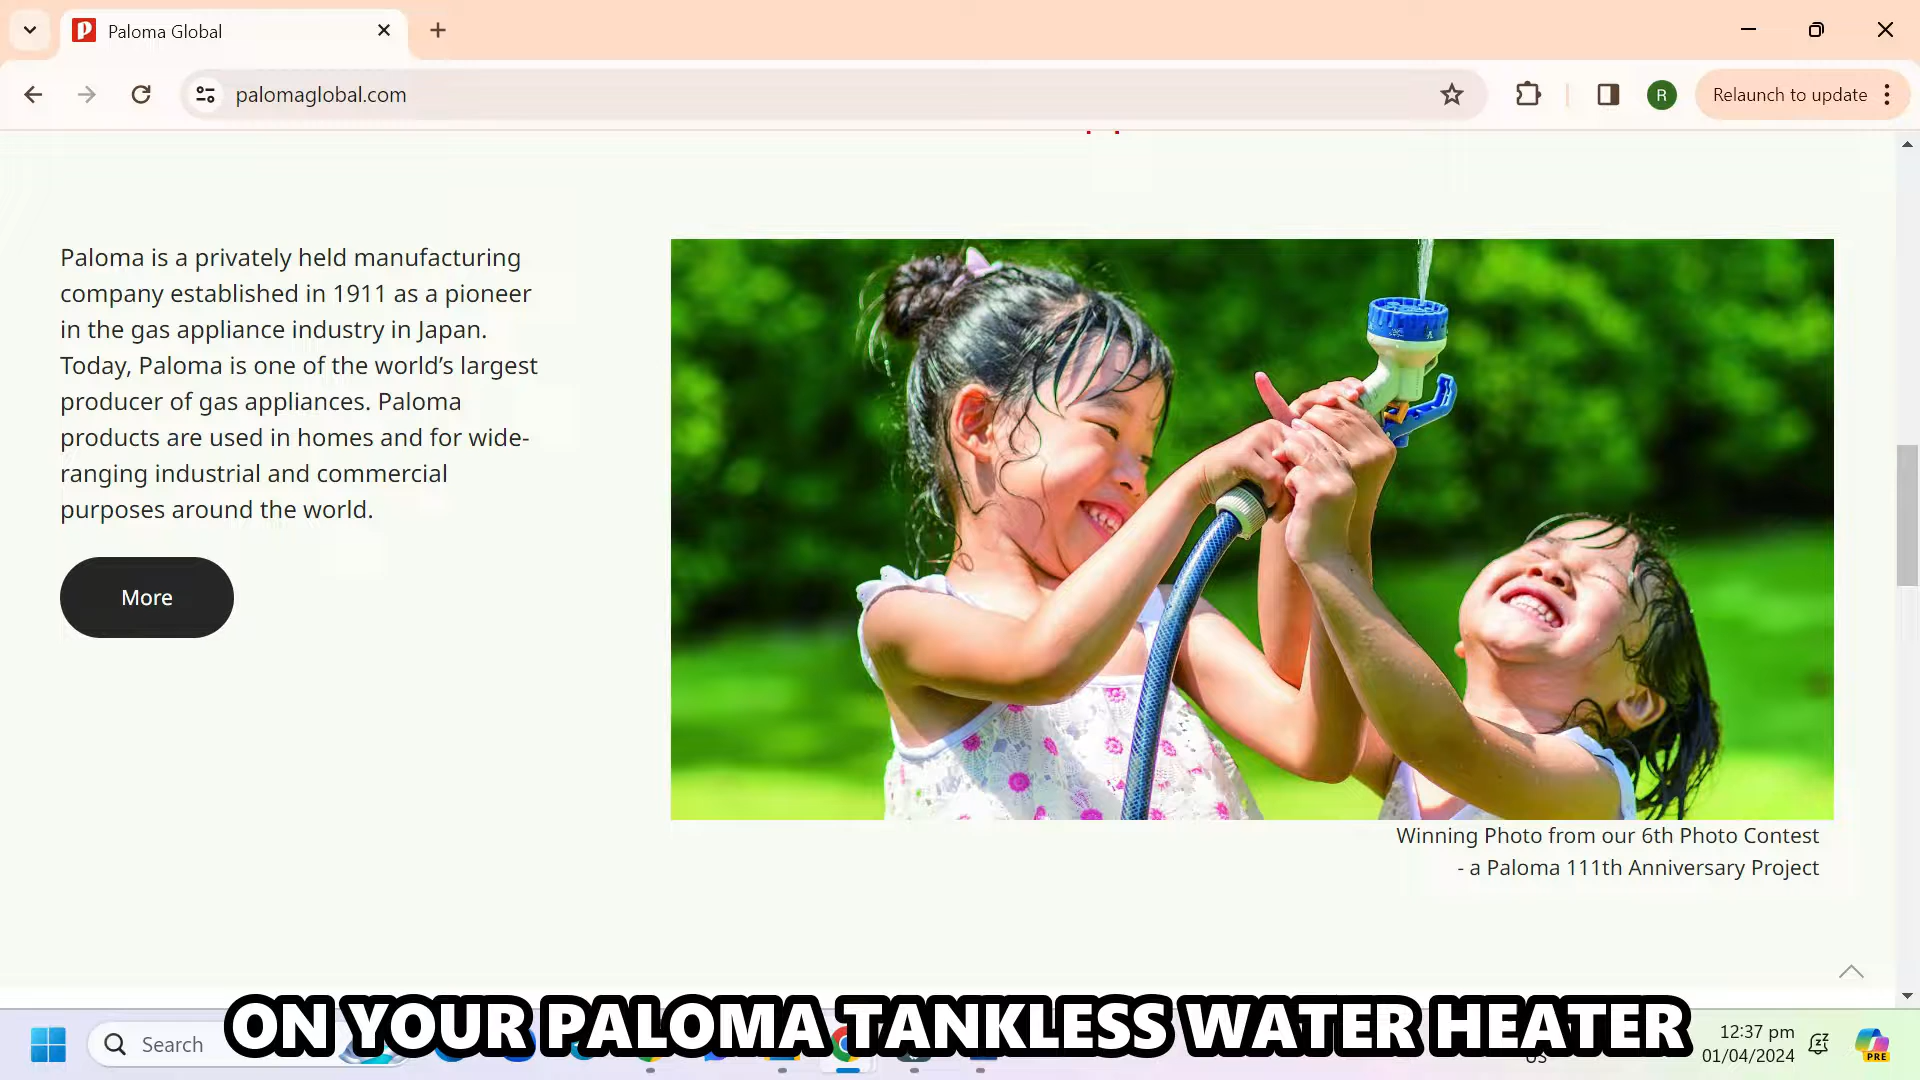 Paloma Global
palomaglobal.com
R
Relaunch to update
Paloma is a privately held manufacturing
company established in 1911 as a pioneer
in the gas appliance industry in Japan.
Today, Paloma is one of the world’s largest
producer of gas appliances. Paloma
products are used in homes and for wide-
ranging industrial and commercial
purposes around the world.
More
Winning Photo from our 6th Photo Contest
- a Paloma 111th Anniversary Project
ON YOUR PALOMA TANKLESS WATER HEATER
Search
US
12:37 pm
01/04/2024
PRE